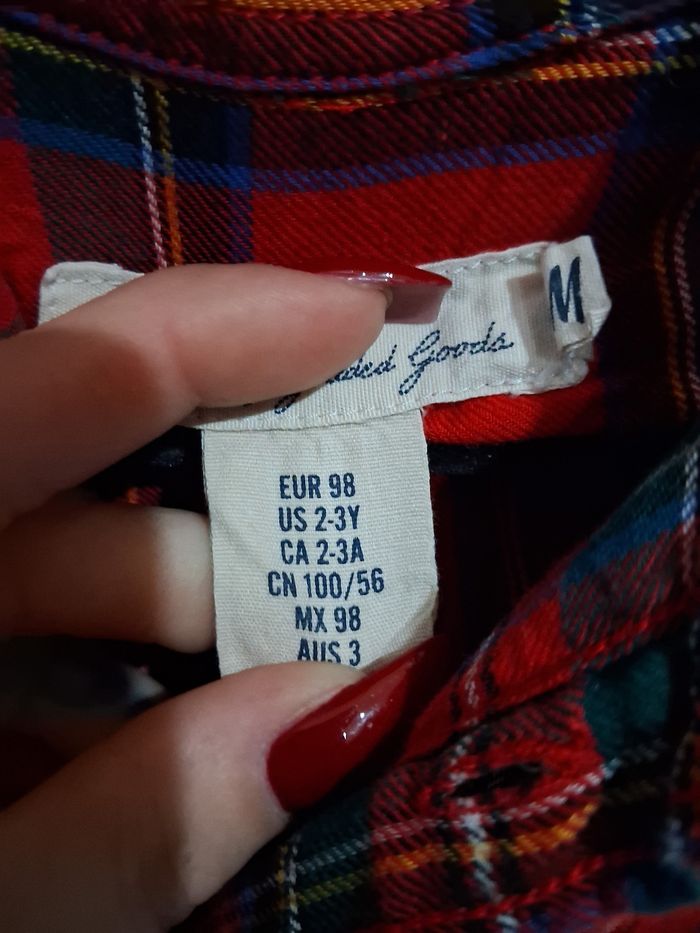 Goods
M
EUR 98
US 2-3Y
CA 2-3A
CN 100/56
MX 98
AUS 3